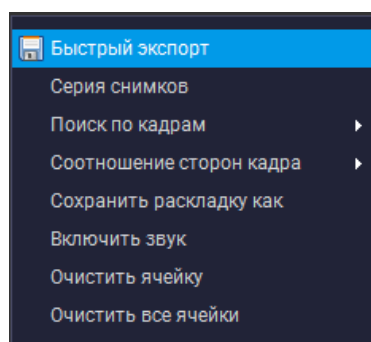 Быстрый экспорт
Серия снимков
Поиск по кадрам
Соотношение сторон кадра
Сохранить раскладку как
Включить звук
Очистить ячейку
Очистить все ячейки